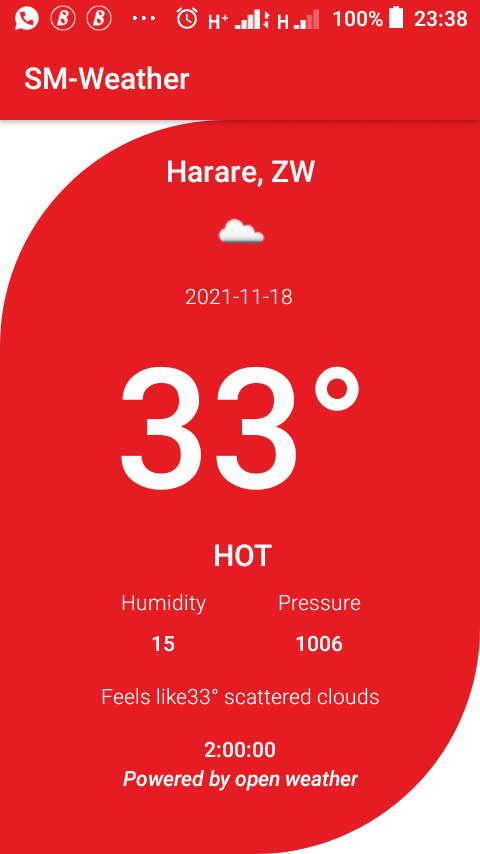 H+ H 100% 23:38
SM-Weather
Harare, ZW
2021-11-18
33°
HOT
Humidity Pressure
15 1006
Feels like33° scattered clouds
2:00:00
Powered by open weather